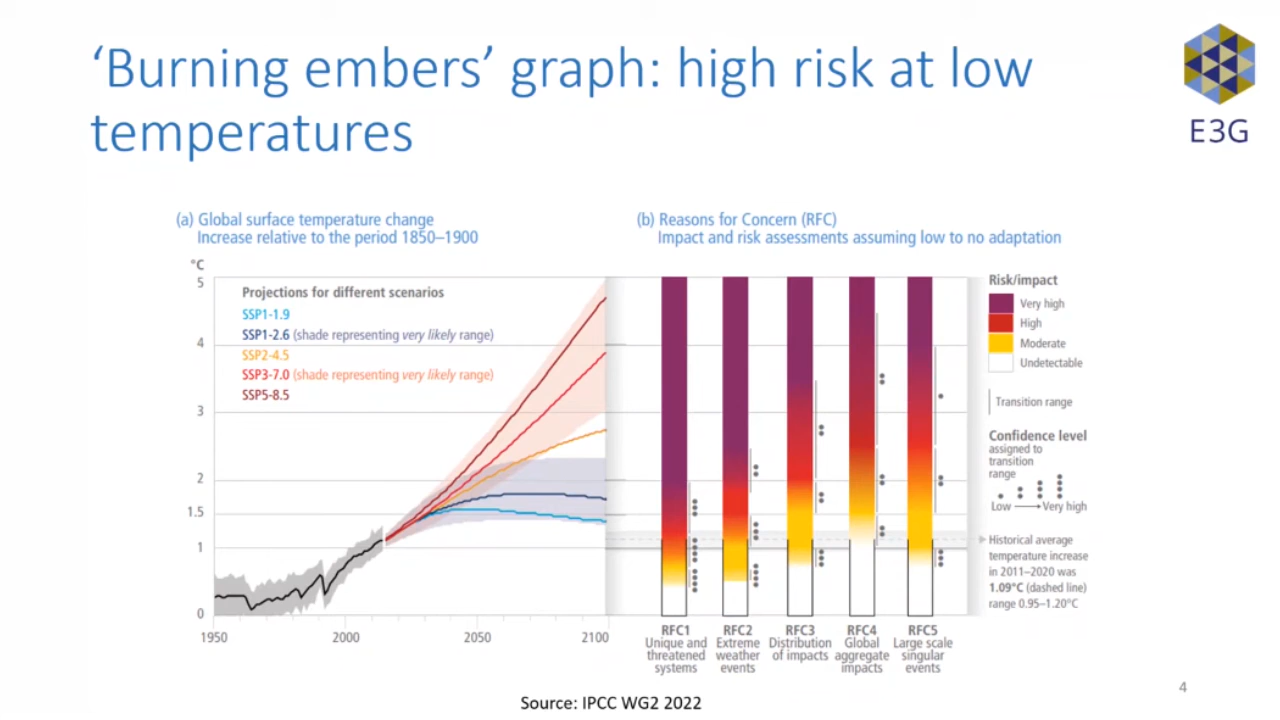 ‘Burning embers’ graph: high risk at low
temperatures
E3G
(a) Global surface temperature change
Increase relative to the period 1850–1900
°C
5
4
3
2
1.5
1
0
1950
2000
2050
2100
Projections for different scenarios
SSP1-1.9
SSP1-2.6 (shade representing very likely range)
SSP2-4.5
SSP3-7.0 (shade representing very likely range)
SSP5-8.5
(b) Reasons for Concern (RFC)
Impact and risk assessments assuming low to no adaptation
RFC1
Unique and
threatened
systems
RFC2
Extreme
weather
events
RFC3
Distribution
of impacts
RFC4
Global
aggregate
impacts
RFC5
Large scale
singular
events
Risk/impact
Very high
High
Moderate
Undetectable
Transition range
Confidence level
assigned to
transition
range
Low
Very high
Historical average
temperature increase
in 2011–2020 was
1.09°C (dashed line)
range 0.95–1.20°C
Source: IPCC WG2 2022
4